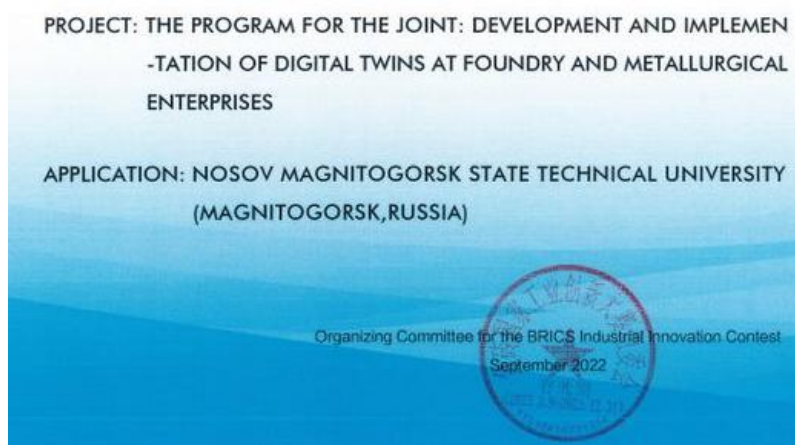 PROJECT: THE PROGRAM FOR THE JOINT: DEVELOPMENT AND IMPLEMEN
-TATION OF DIGITAL TWINS AT FOUNDRY AND METALLURGICAL
ENTERPRISES
APPLICATION: NOSOV MAGNITOGORSK STATE TECHNICAL UNIVERSITY
(MAGNITOGORSK,RUSSIA)
Organizing Committee for the BRICS Industrial Innovation Contest
September 2022